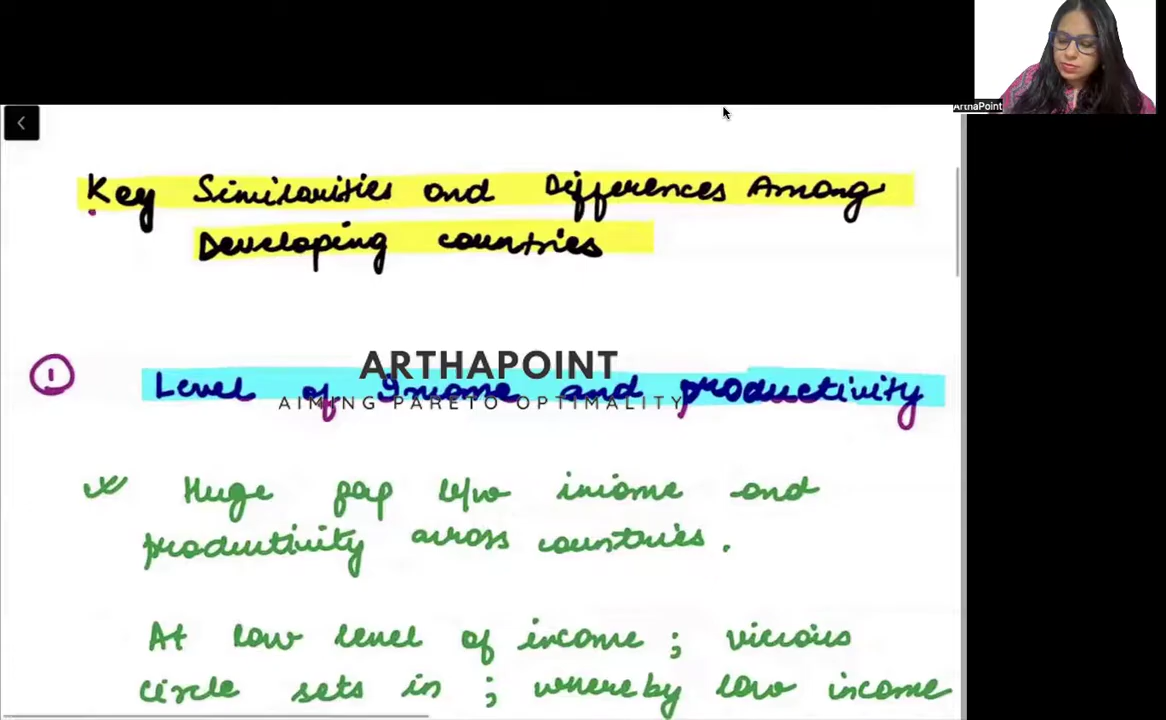 ArthaPoint
Key Similarities and Differences Among
Developing countries
1
Level of Income and productivity
ARTHAPOINT
AIMING PARETO OPTIMALITY
Huge gap b/w income and
productivity across countries.
At low level of income ; vicious
circle sets in ; whereby low income